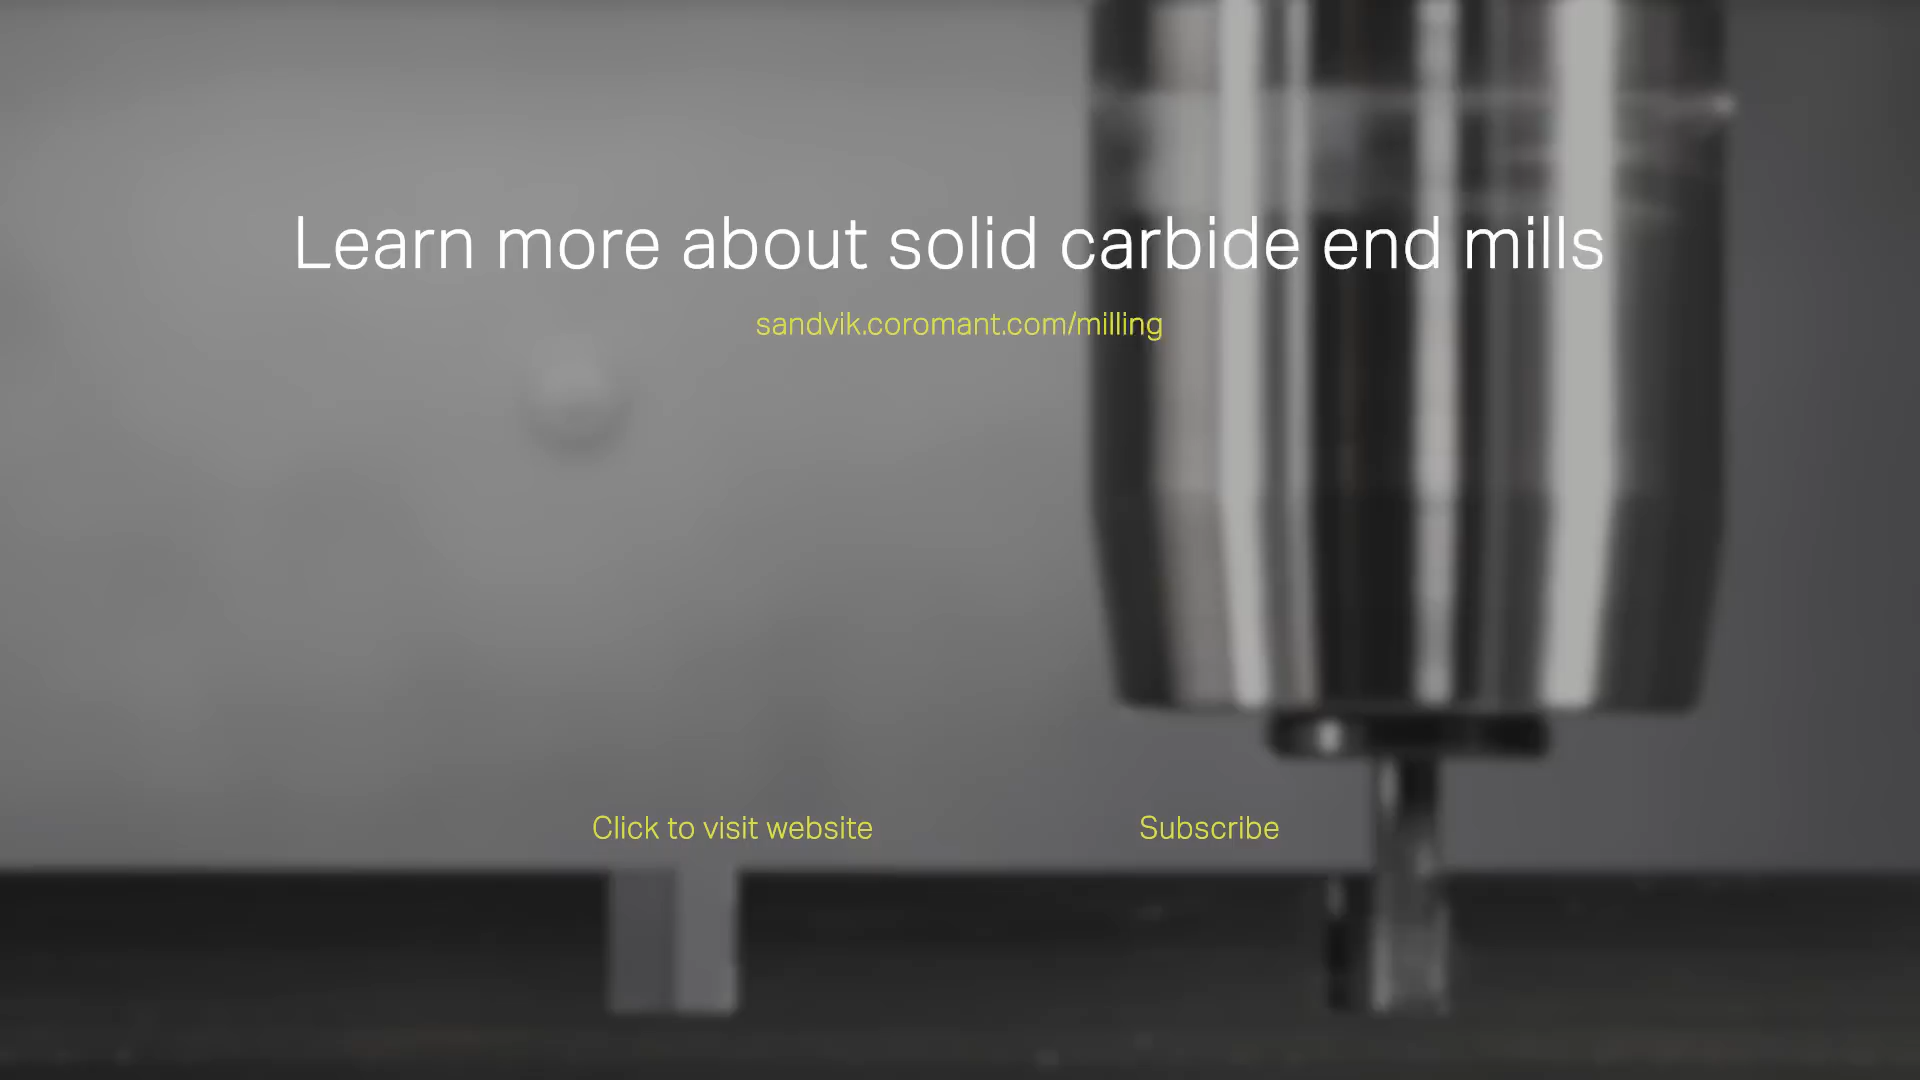 Learn more about solid carbide end mills
sandvik.coromant.com/milling
Click to visit website
Subscribe